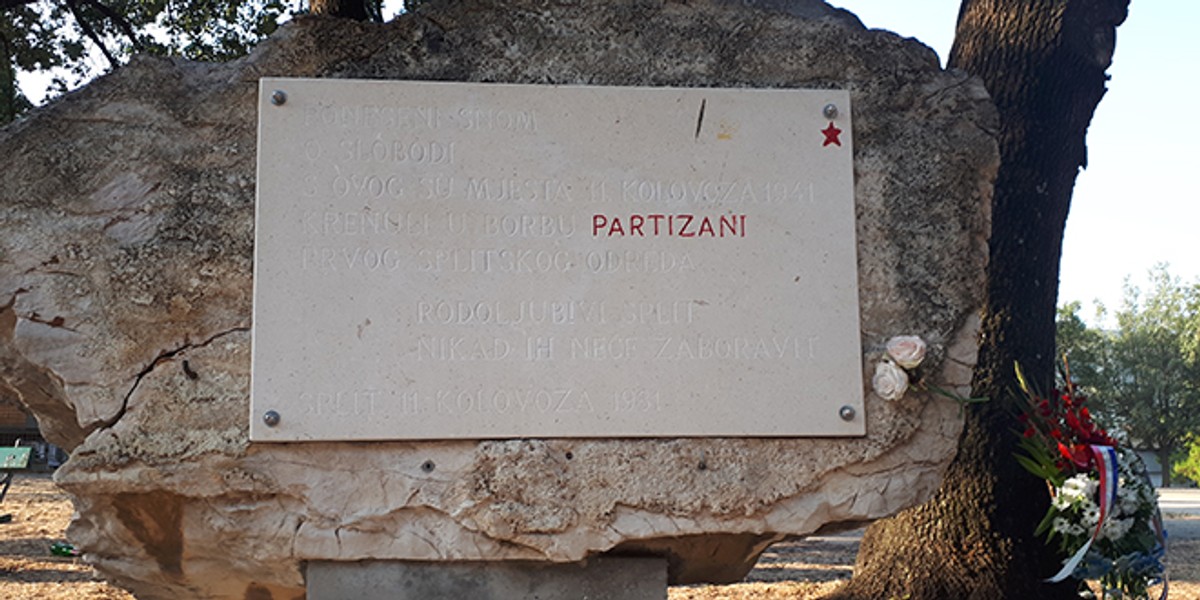 PONESENI SNOM
O SLOBODI
S OVOG SU MJESTA 11 KOLOVOZA 1941
KRENULI U BORBU PARTIZANI
PRVOG SPLITSKOG ODREDA
RODOLJUBIVI SPLIT
NIKAD IH NEĆE ZABORAVIT
SPLIT, 11. KOLOVOZA 1981.